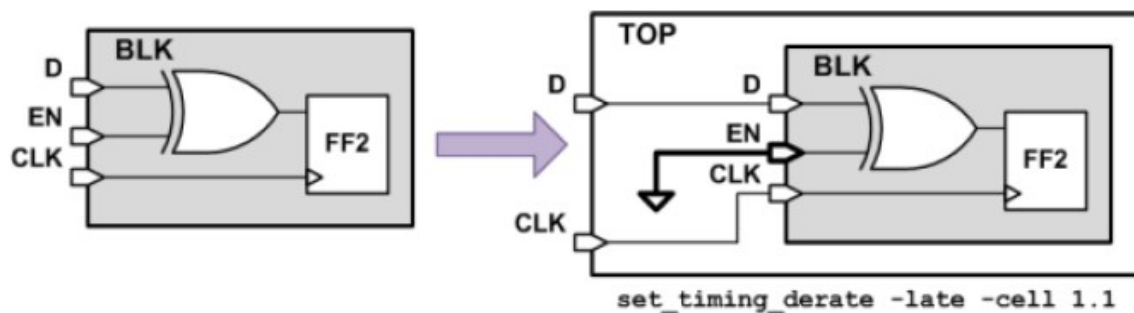 BLK
D
EN
CLK
FF2
TOP
D
CLK
BLK
D
EN
CLK
FF2
set_timing_derate -late -cell 1.1